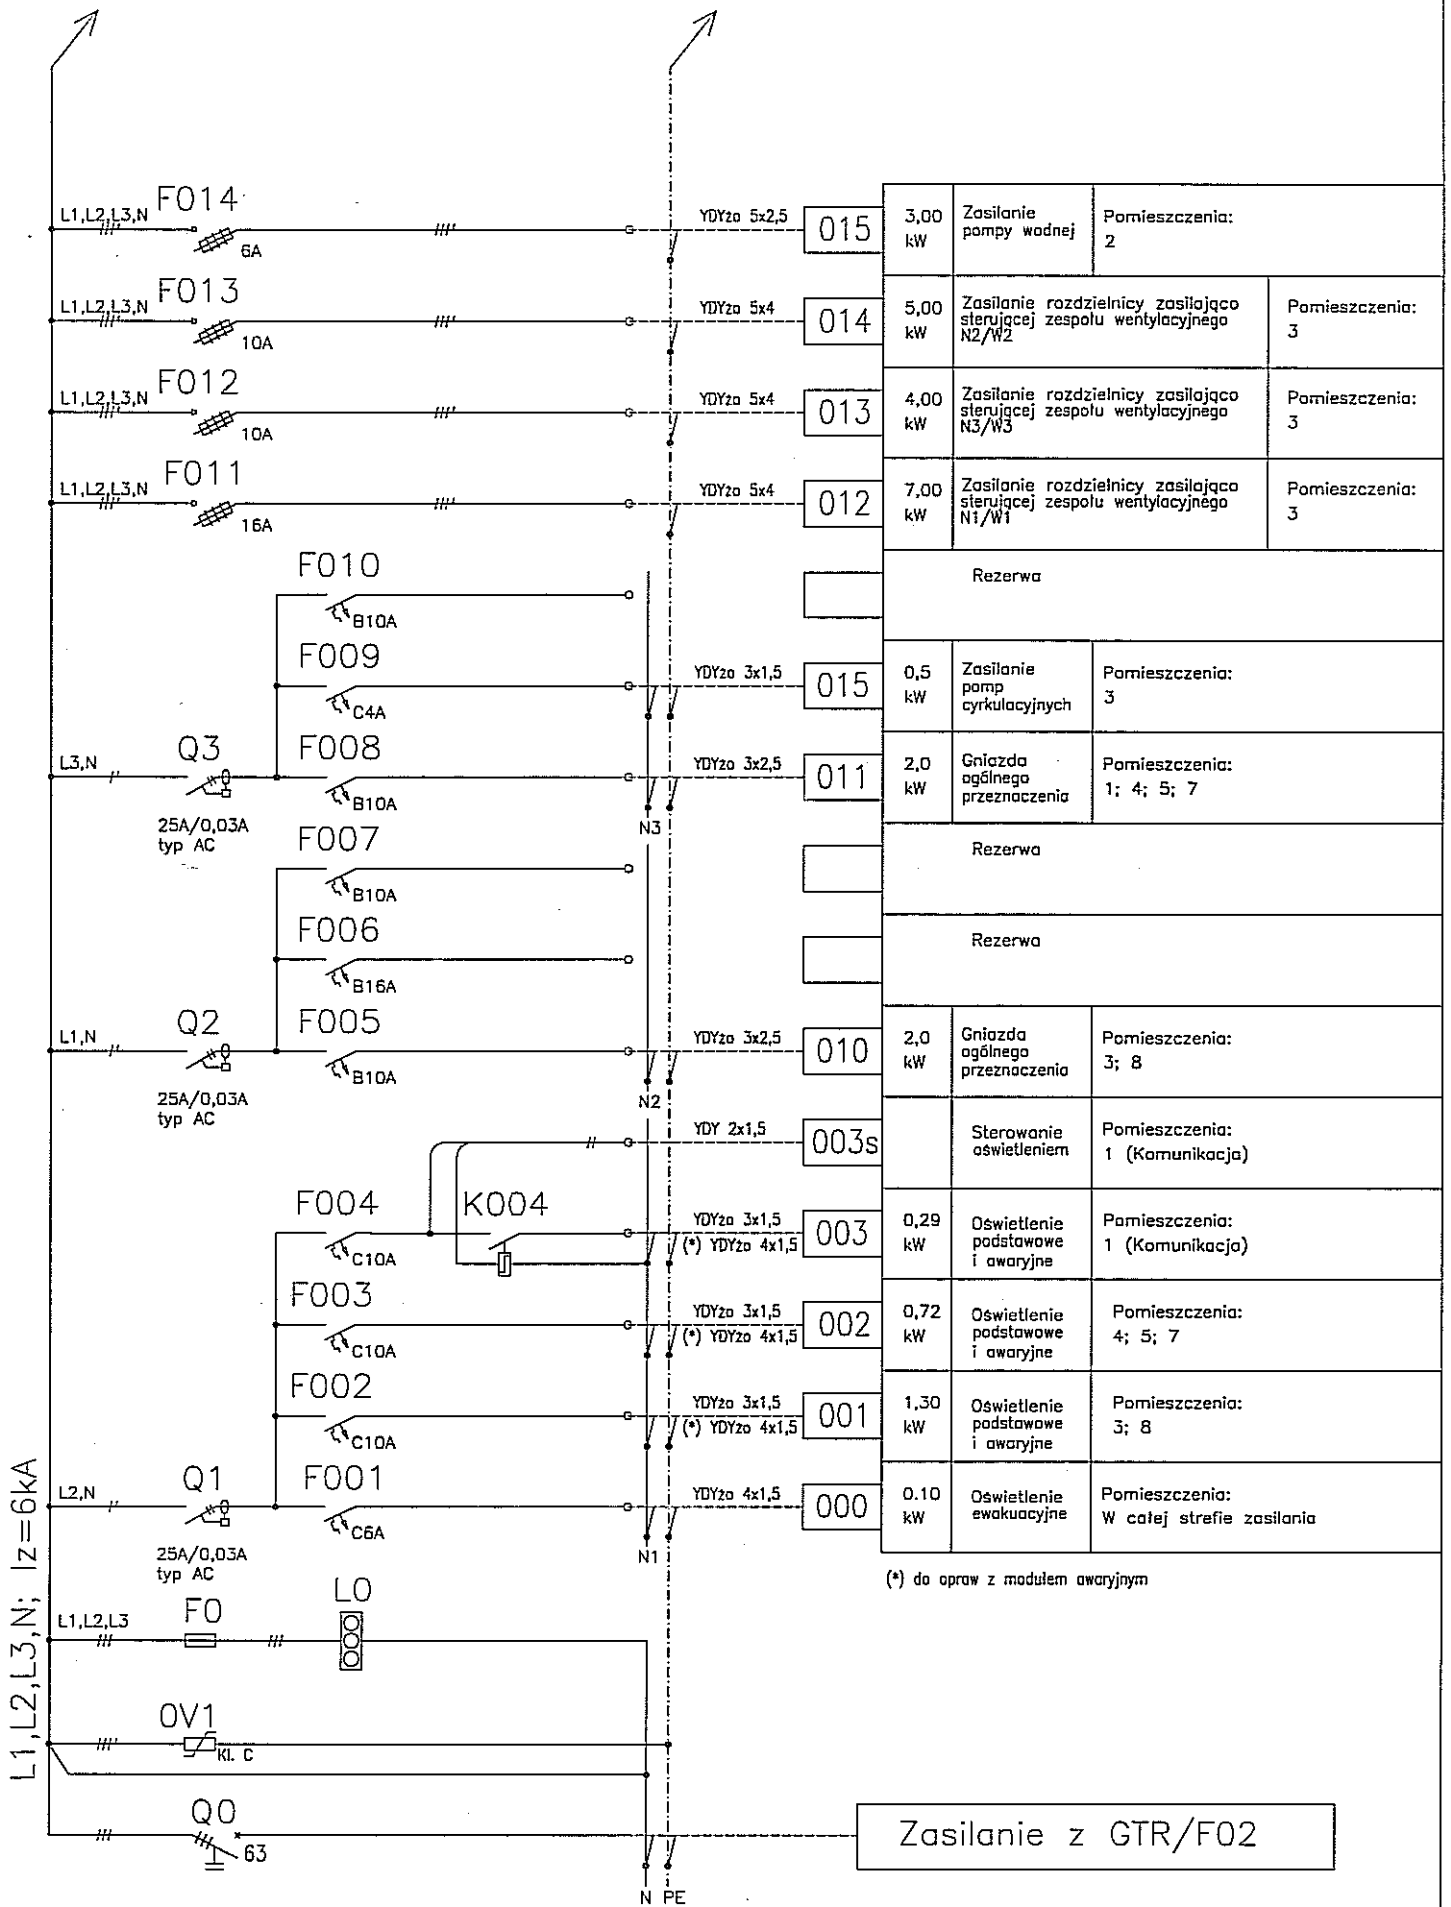 F014
L1,L2,L3,N
6A
YDYżo 5x2,5
015
3,00
kW
Zasilanie
pompy wodnej
Pomieszczenia:
2
F013
L1,L2,L3,N
10A
YDYżo 5x4
014
5,00
kW
Zasilanie rozdzielnicy zasilająco
sterującej zespołu wentylacyjnego
N2/W2
Pomieszczenia:
3
F012
L1,L2,L3,N
10A
YDYżo 5x4
013
4,00
kW
Zasilanie rozdzielnicy zasilająco
sterującej zespołu wentylacyjnego
N3/W3
Pomieszczenia:
3
F011
L1,L2,L3,N
16A
YDYżo 5x4
012
7,00
kW
Zasilanie rozdzielnicy zasilająco
sterującej zespołu wentylacyjnego
N1/W1
Pomieszczenia:
3
F010
B10A
Rezerwa
F009
C4A
YDYżo 3x1,5
015
0,5
kW
Zasilanie
pomp
cyrkulacyjnych
Pomieszczenia:
3
L3,N
Q3
25A/0,03A
typ AC
F008
B10A
N3
YDYżo 3x2,5
011
2,0
kW
Gniazda
ogólnego
przeznaczenia
Pomieszczenia:
1; 4; 5; 7
F007
B10A
Rezerwa
F006
B16A
Rezerwa
L1,N
Q2
25A/0,03A
typ AC
F005
B10A
N2
YDYżo 3x2,5
010
2,0
kW
Gniazda
ogólnego
przeznaczenia
Pomieszczenia:
3; 8
YDY 2x1,5
003s
Sterowanie
oświetleniem
Pomieszczenia:
1 (Komunikacja)
F004
C10A
K004
YDYżo 3x1,5
(*) YDYżo 4x1,5
003
0,29
kW
Oświetlenie
podstawowe
i awaryjne
Pomieszczenia:
1 (Komunikacja)
F003
C10A
YDYżo 3x1,5
(*) YDYżo 4x1,5
002
0,72
kW
Oświetlenie
podstawowe
i awaryjne
Pomieszczenia:
4; 5; 7
F002
C10A
YDYżo 3x1,5
(*) YDYżo 4x1,5
001
1,30
kW
Oświetlenie
podstawowe
i awaryjne
Pomieszczenia:
3; 8
L2,N
Q1
25A/0,03A
typ AC
F001
C6A
N1
YDYżo 4x1,5
000
0.10
kW
Oświetlenie
ewakuacyjne
Pomieszczenia:
W całej strefie zasilania
(*) do opraw z modułem awaryjnym
L1,L2,L3,N; Iz=6kA
L1,L2,L3
F0
L0
OV1
Kl. C
Q0
63
Zasilanie z GTR/F02
N PE